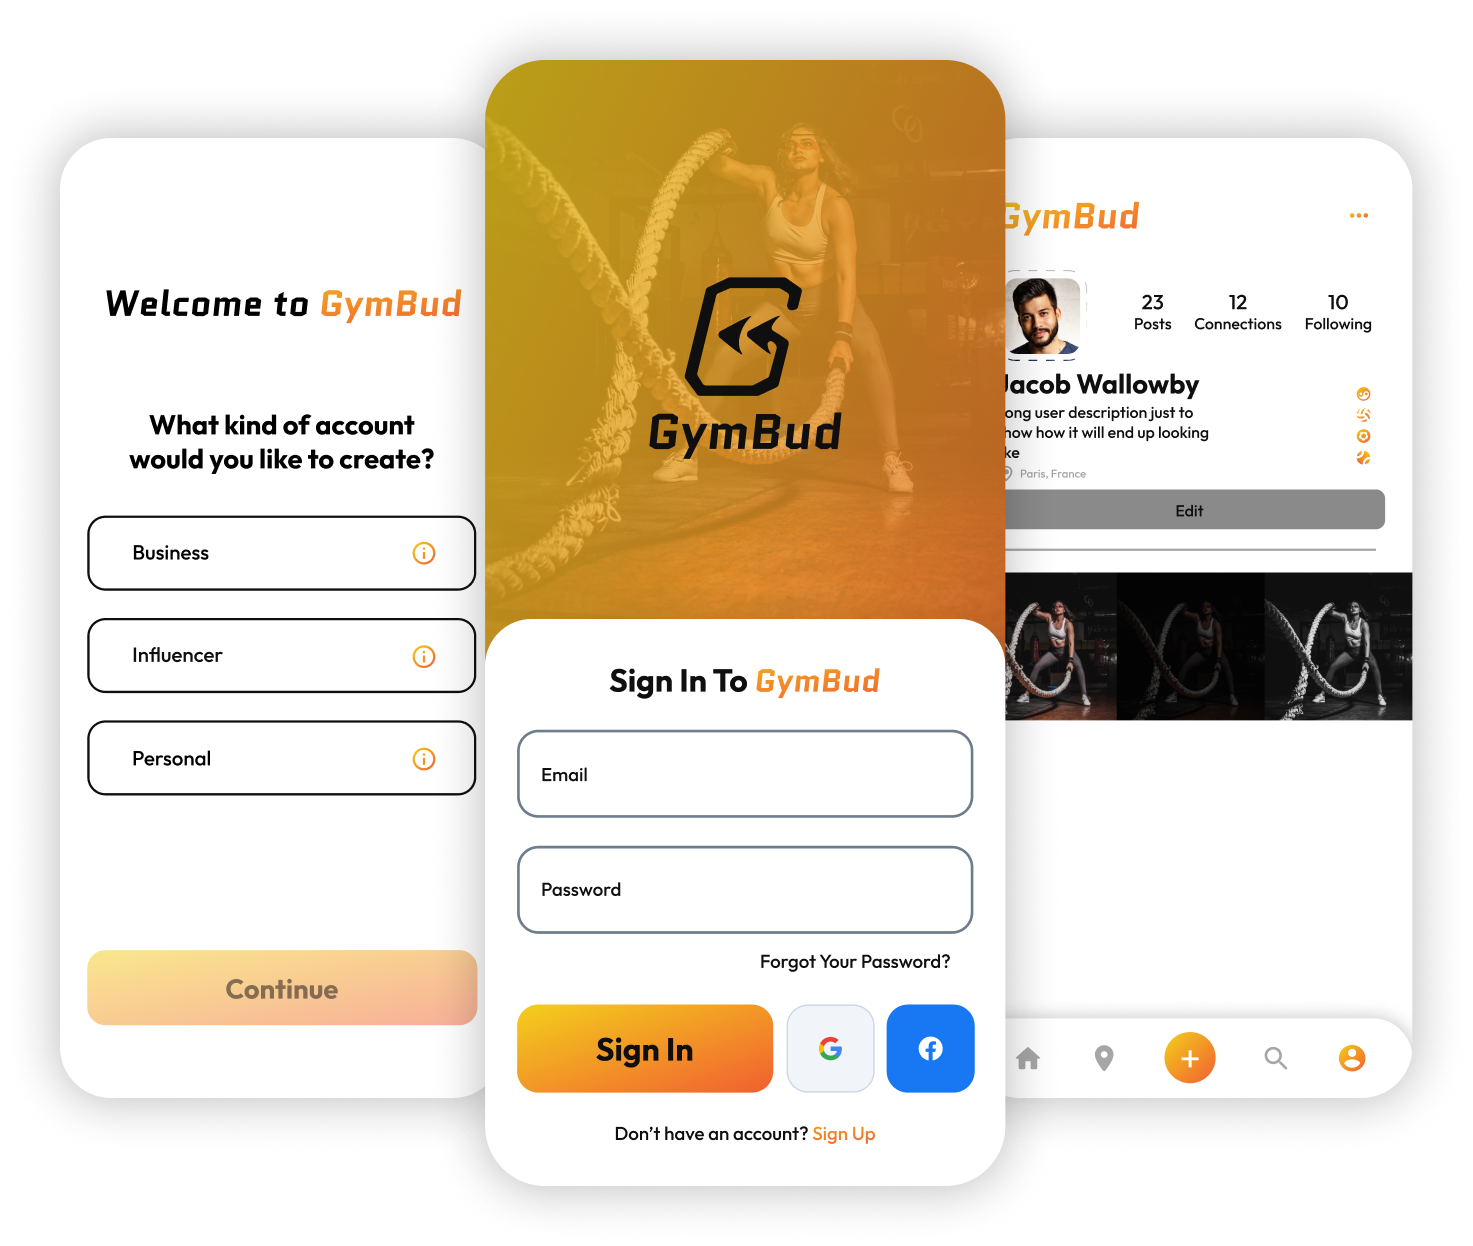 Welcome to GymBud
What kind of account
would you like to create?
Business
Influencer
Personal
Continue
GymBud
Sign In To GymBud
Email
Password
Forgot Your Password?
Sign In
Don't have an account? Sign Up
GymBud
23
Posts
12
Connections
10
Following
Jacob Wallowby
ong user description just to
how how it will end up looking
ke
Paris, France
Edit